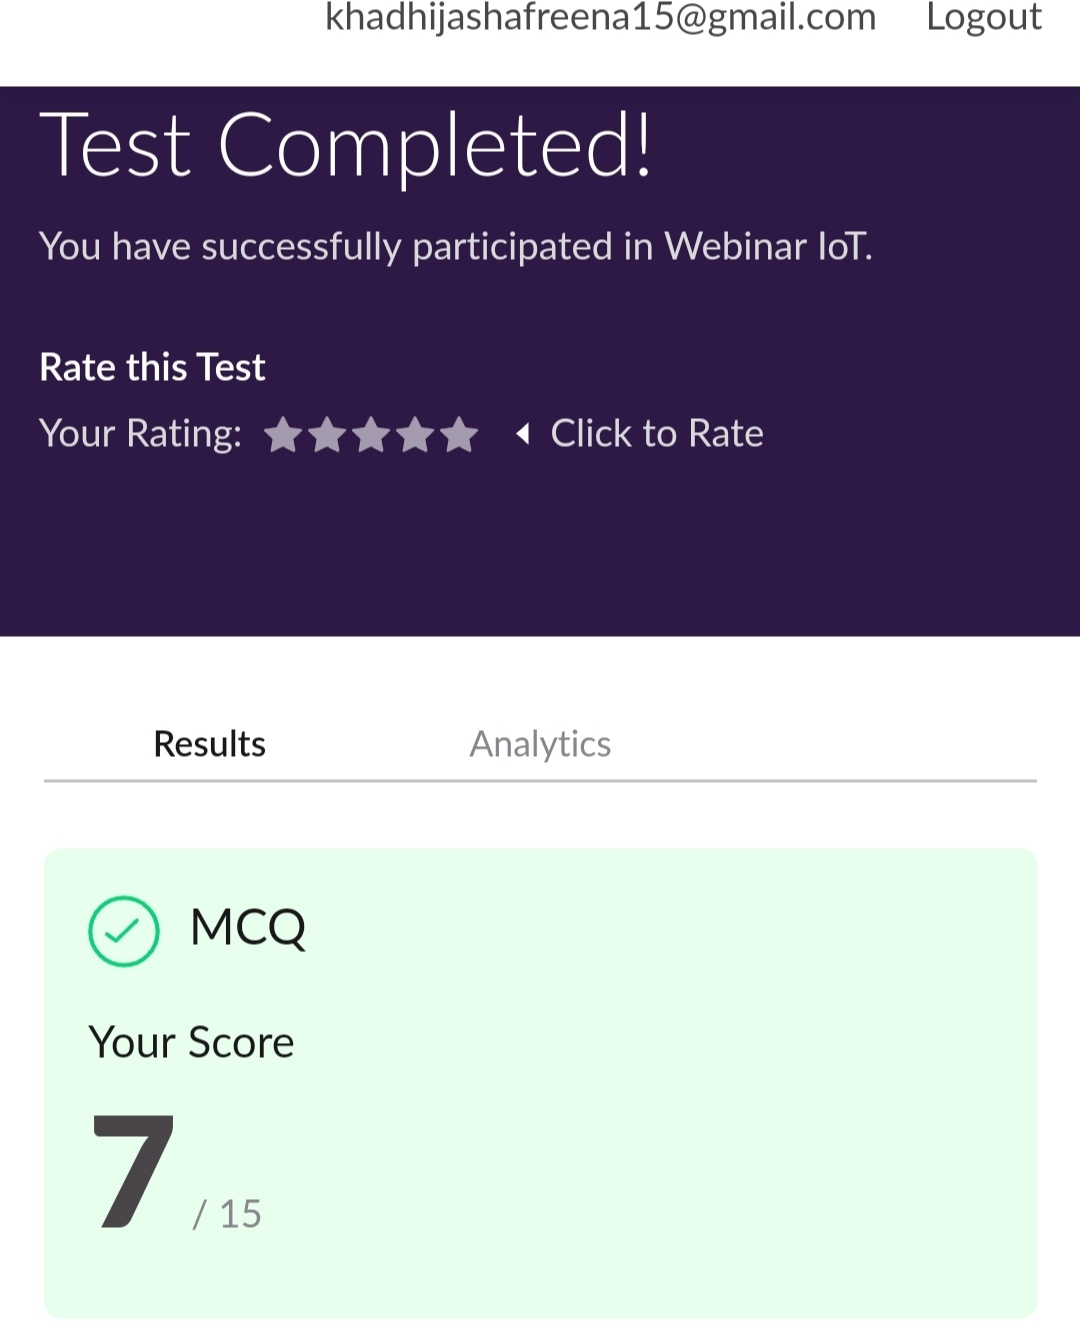 khadhijashafreena15@gmail.com Logout
Test Completed!
You have successfully participated in Webinar IoT.
Rate this Test
Your Rating: Click to Rate
Results Analytics
MCQ
Your Score
7 / 15